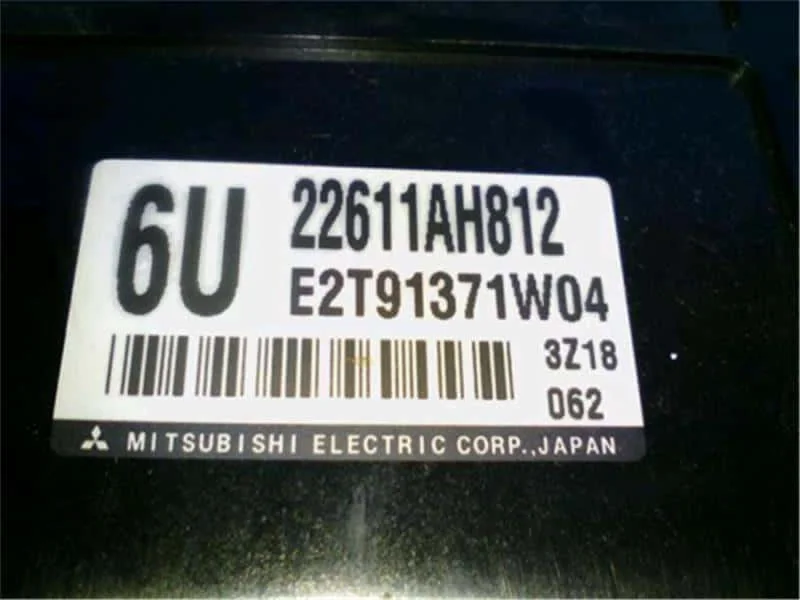 6U
22611AH812
E2T91371W04
3Z18
062
MITSUBISHI ELECTRIC CORP.,JAPAN